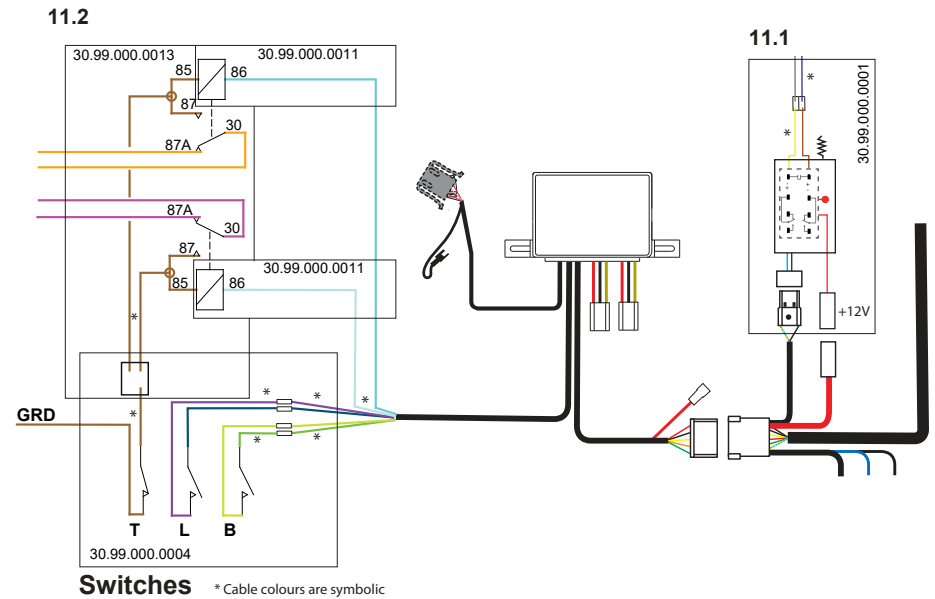 11.2
11.1
30.99.000.0013
30.99.000.0011
85
86
87
30
87A
87A
30
87
30.99.000.0011
85
86
30.99.000.0001
*
*
+12V
*
*
*
*
*
*
*
GRD
T
L
B
30.99.000.0004
Switches
* Cable colours are symbolic